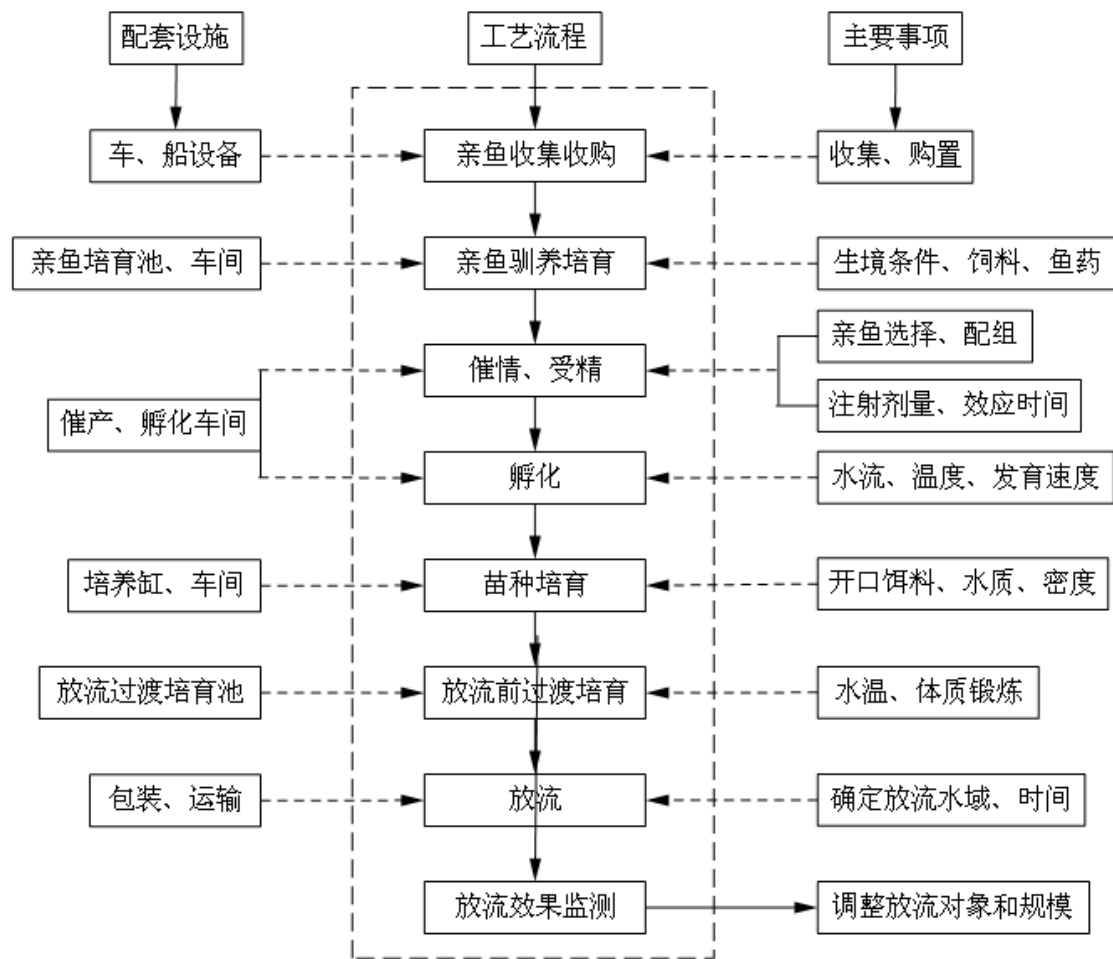 配套设施
工艺流程
主要事项
车、船设备
亲鱼收集收购
收集、购置
亲鱼培育池、车间
亲鱼驯养培育
生境条件、饲料、鱼药
亲鱼选择、配组
催情、受精
注射剂量、效应时间
催产、孵化车间
孵化
水流、温度、发育速度
培养缸、车间
苗种培育
开口饵料、水质、密度
放流过渡培育池
放流前过渡培育
水温、体质锻炼
包装、运输
放流
确定放流水域、时间
放流效果监测
调整放流对象和规模